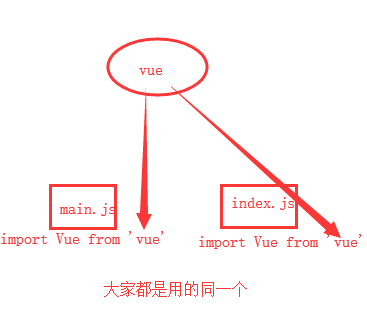 vue
main.js
index.js
import Vue from 'vue'
import Vue from 'vue'
大家都是用的同一个